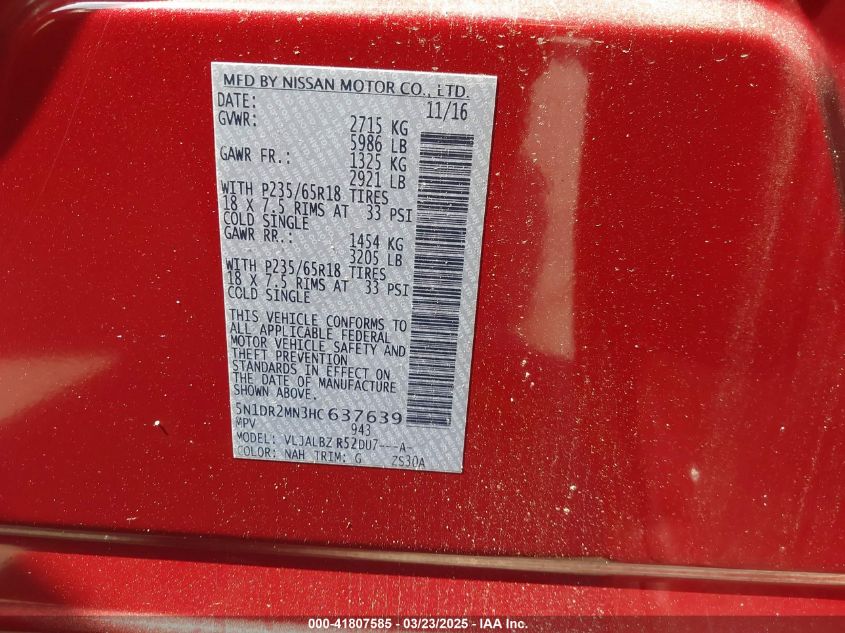 MFD BY NISSAN MOTOR CO., LTD.
DATE: 11/16
GVWR: 2715 KG
5986 LB
GAWR FR.: 1325 KG
2921 LB
WITH P235/65R18 TIRES
18 X 7.5 RIMS AT 33 PSI
COLD SINGLE
GAWR RR.: 1454 KG
3205 LB
WITH P235/65R18 TIRES
18 X 7.5 RIMS AT 33 PSI
COLD SINGLE
THIS VEHICLE CONFORMS TO
ALL APPLICABLE FEDERAL
MOTOR VEHICLE SAFETY AND
THEFT PREVENTION
STANDARDS IN EFFECT ON
THE DATE OF MANUFACTURE
SHOWN ABOVE.
5N1DR2MN3HC637639
MPV 943
MODEL: VLJALBZ R52DU7---A-
COLOR: NAH TRIM: G ZS30A
000-41807585 | 03/23/2025 | IAA Inc.